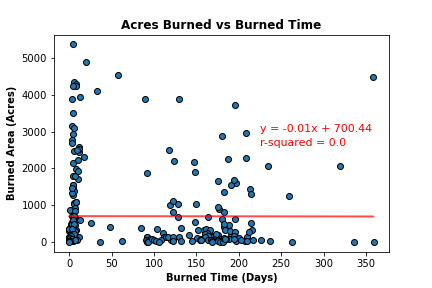 Acres Burned vs Burned Time
5000
4000
3000
2000
1000
0
Burned Area (Acres)
y = -0.01x + 700.44
r-squared = 0.0
0 50 100 150 200 250 300 350
Burned Time (Days)